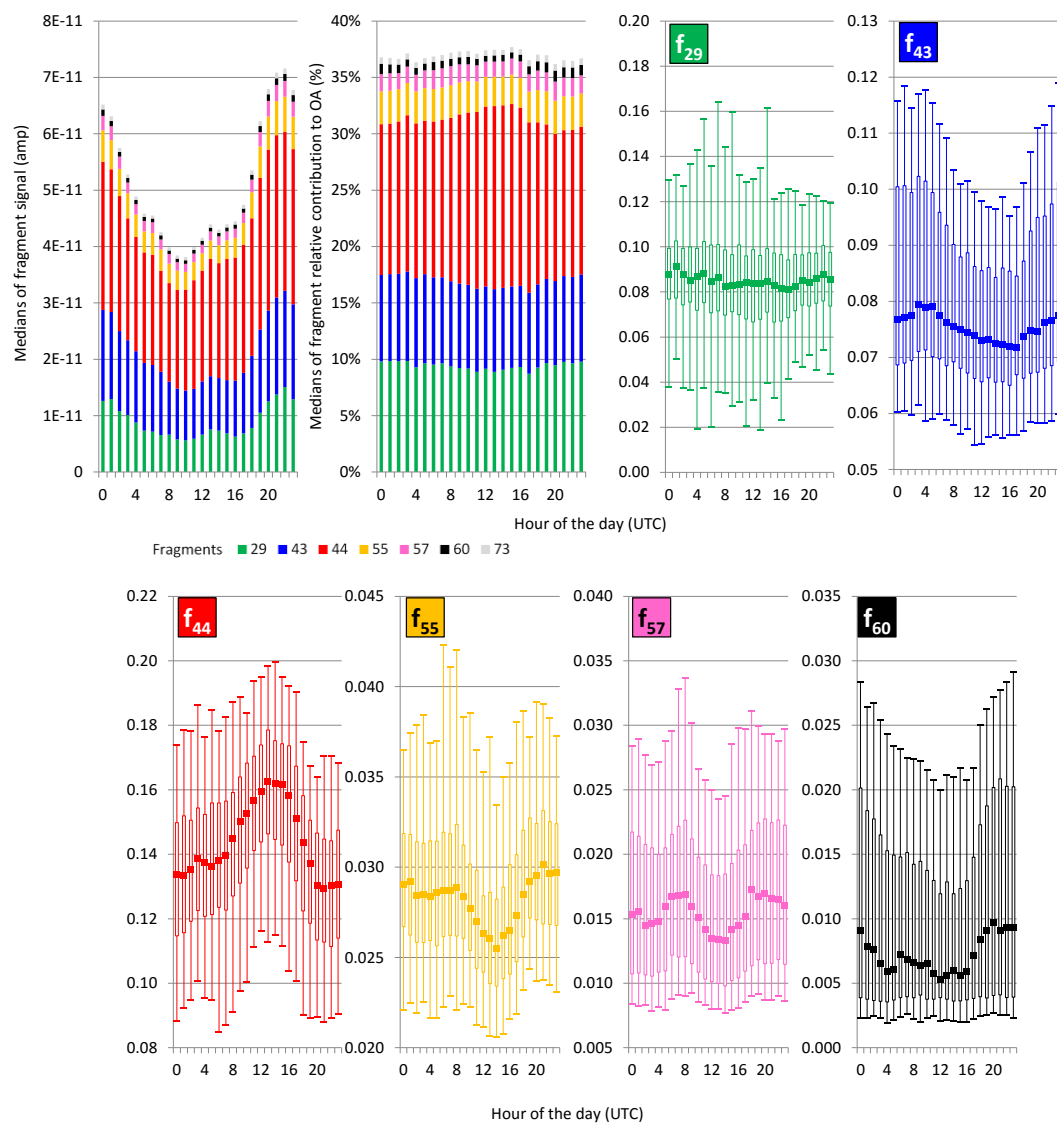 Medians of fragment signal (amp)
8E-11
7E-11
6E-11
5E-11
4E-11
3E-11
2E-11
1E-11
0
0 4 8 12 16 20
Medians of fragment relative contribution to OA (%)
40%
35%
30%
25%
20%
15%
10%
5%
0%
0 4 8 12 16 20
f29
0.20
0.18
0.16
0.14
0.12
0.10
0.08
0.06
0.04
0.02
0.00
0 4 8 12 16 20
f43
0.13
0.12
0.11
0.10
0.09
0.08
0.07
0.06
0.05
0 4 8 12 16 20
Hour of the day (UTC)
Fragments 29 43 44 55 57 60 73
f44
0.22
0.20
0.18
0.16
0.14
0.12
0.10
0.08
0 4 8 12 16 20
f55
0.045
0.040
0.035
0.030
0.025
0.020
0 4 8 12 16 20
f57
0.040
0.035
0.030
0.025
0.020
0.015
0.010
0.005
0 4 8 12 16 20
f60
0.035
0.030
0.025
0.020
0.015
0.010
0.005
0.000
0 4 8 12 16 20
Hour of the day (UTC)